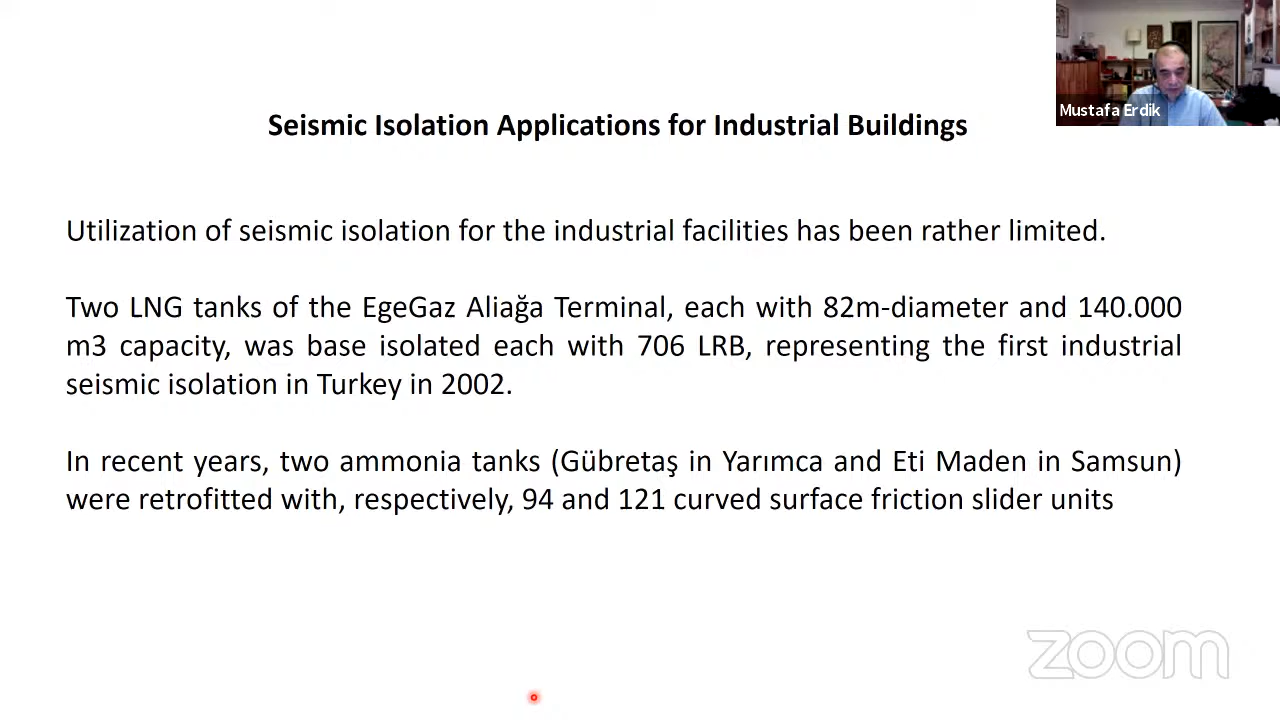 Mustafa Erdik
Seismic Isolation Applications for Industrial Buildings
Utilization of seismic isolation for the industrial facilities has been rather limited.
Two LNG tanks of the EgeGaz Aliağa Terminal, each with 82m-diameter and 140.000
m3 capacity, was base isolated each with 706 LRB, representing the first industrial
seismic isolation in Turkey in 2002.
In recent years, two ammonia tanks (Gübretaş in Yarımca and Eti Maden in Samsun)
were retrofitted with, respectively, 94 and 121 curved surface friction slider units
zoom